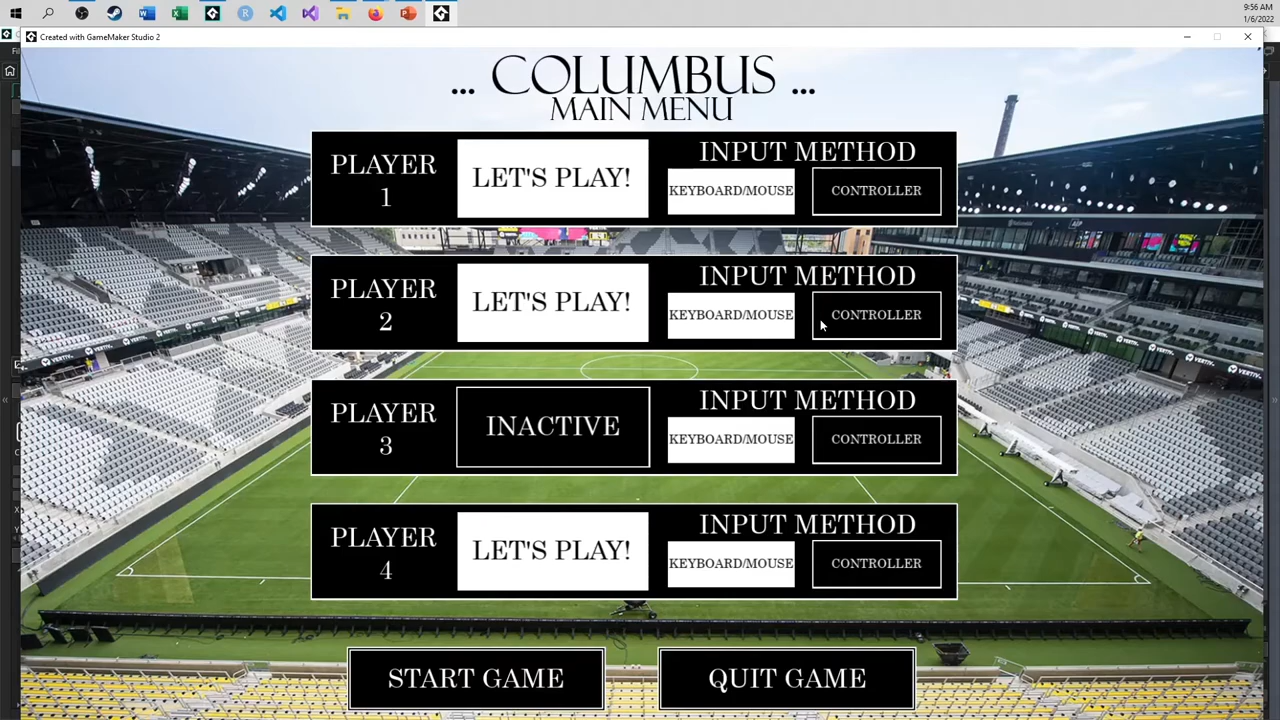 9:56 AM
1/6/2022
Created with GameMaker Studio 2
... COLUMBUS ...
MAIN MENU
PLAYER
1
LET'S PLAY!
INPUT METHOD
KEYBOARD/MOUSE
CONTROLLER
PLAYER
2
LET'S PLAY!
INPUT METHOD
KEYBOARD/MOUSE
CONTROLLER
PLAYER
3
INACTIVE
INPUT METHOD
KEYBOARD/MOUSE
CONTROLLER
PLAYER
4
LET'S PLAY!
INPUT METHOD
KEYBOARD/MOUSE
CONTROLLER
START GAME
QUIT GAME